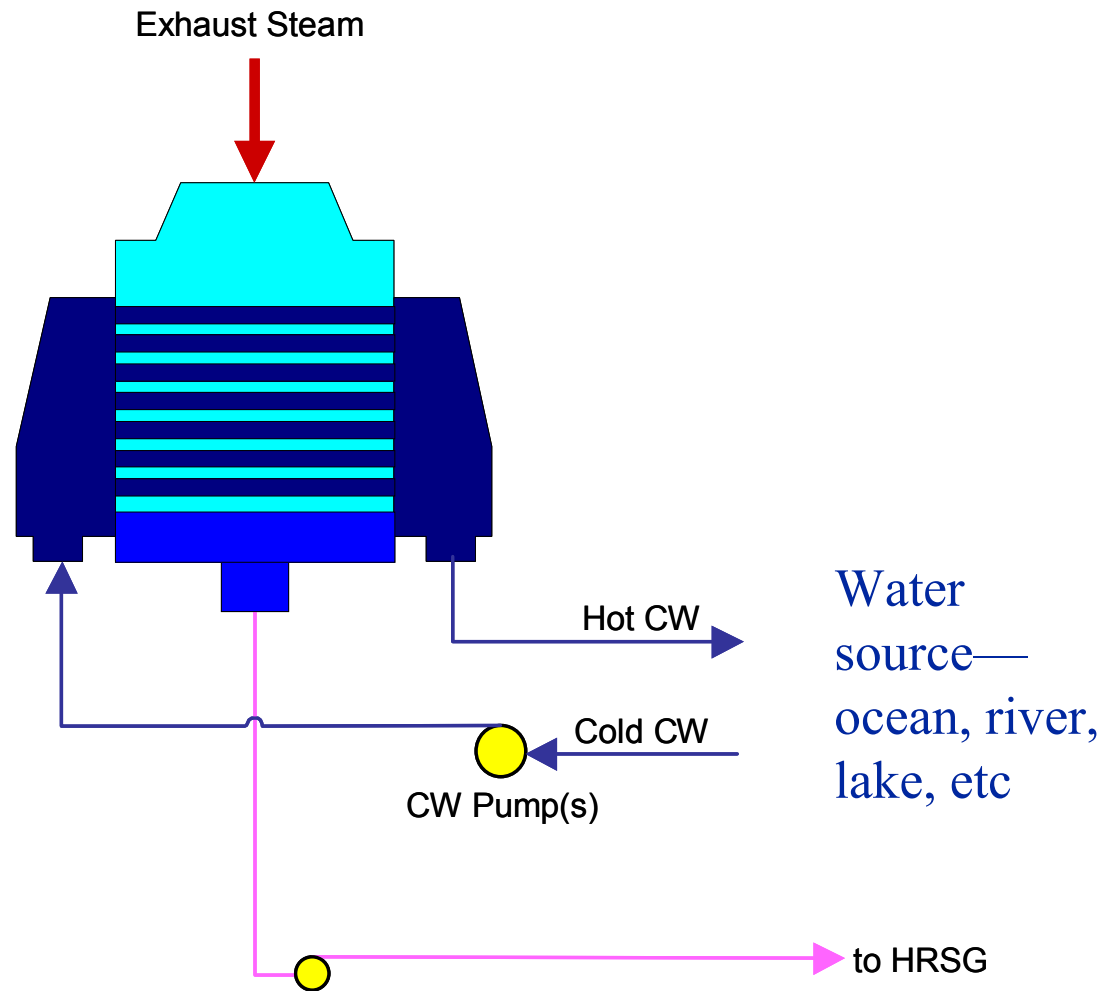 Exhaust Steam
Water
source—
ocean, river,
lake, etc
Hot CW
Cold CW
CW Pump(s)
to HRSG